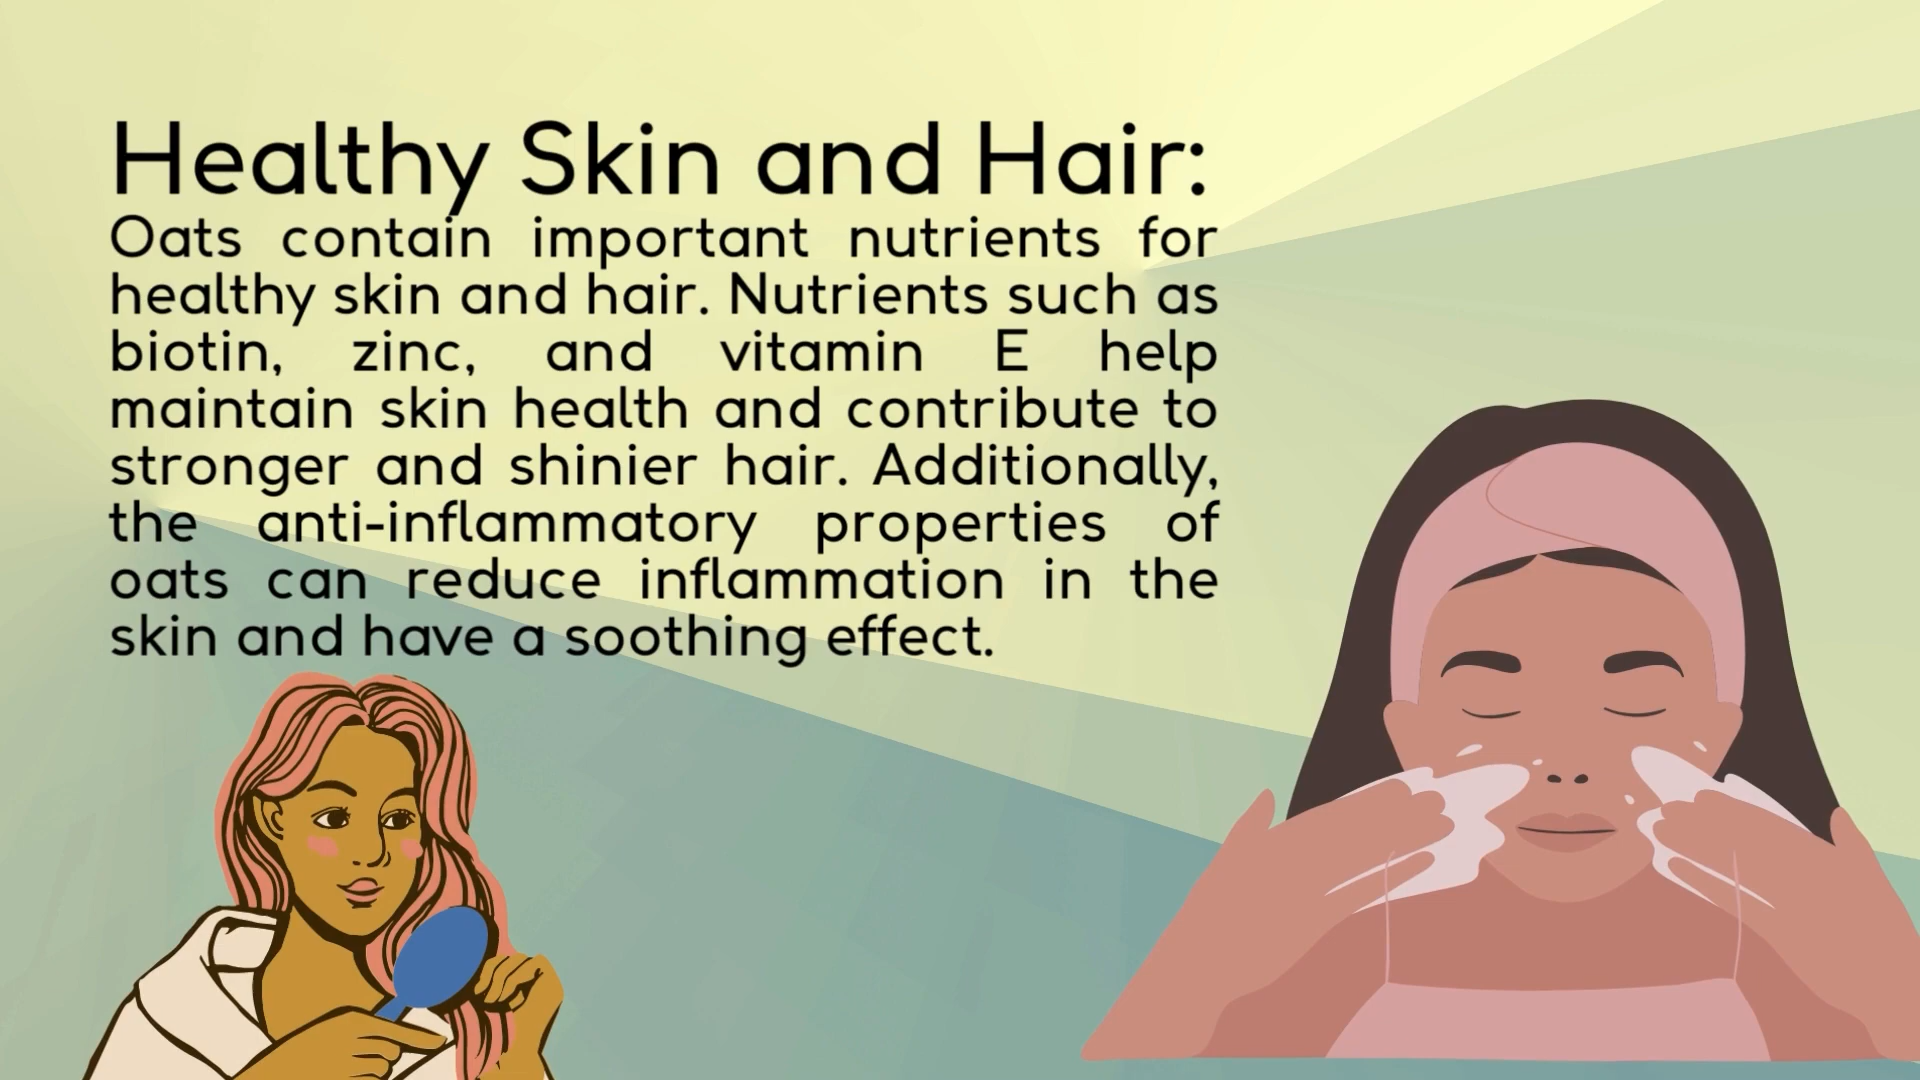 Healthy Skin and Hair:
Oats contain important nutrients for
healthy skin and hair. Nutrients such as
biotin, zinc, and vitamin E help
maintain skin health and contribute to
stronger and shinier hair. Additionally,
the anti-inflammatory properties of
oats can reduce inflammation in the
skin and have a soothing effect.